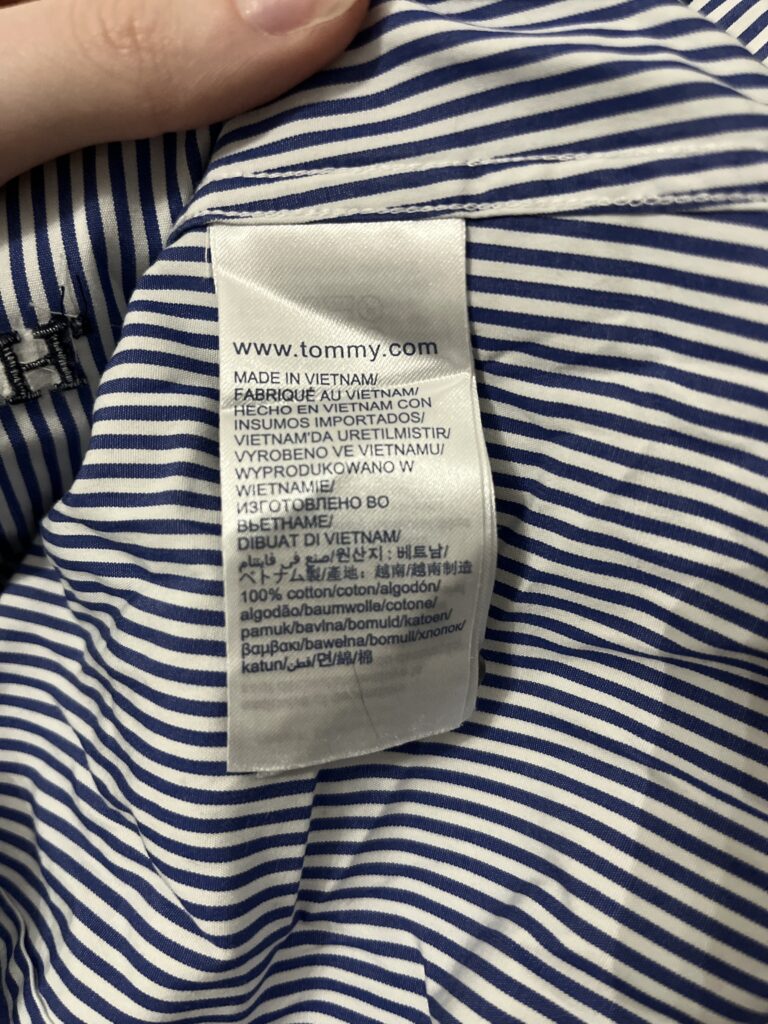 H
www.tommy.com
MADE IN VIETNAM/
FABRIQUÉ AU VIETNAM/
HECHO EN VIETNAM CON
INSUMOS IMPORTADOS/
VIETNAM'DA URETILMISTIR/
VYROBENO VE VIETNAMU/
WYPRODUKOWANO W
WIETNAMIE/
ИЗГОТОВЛЕНО ВО
ВЬЕТНАМЕ/
DIBUAT DI VIETNAM/
صنع في فايتنام/원산지: 베트남/
ベトナム製/產地: 越南/越南制造
100% cotton/coton/algodón/
algodão/baumwolle/cotone/
pamuk/bavlna/bomuld/katoen/
βαμβακι/bawełna/bomull/хлопок/
katun/قطن/면/綿/棉